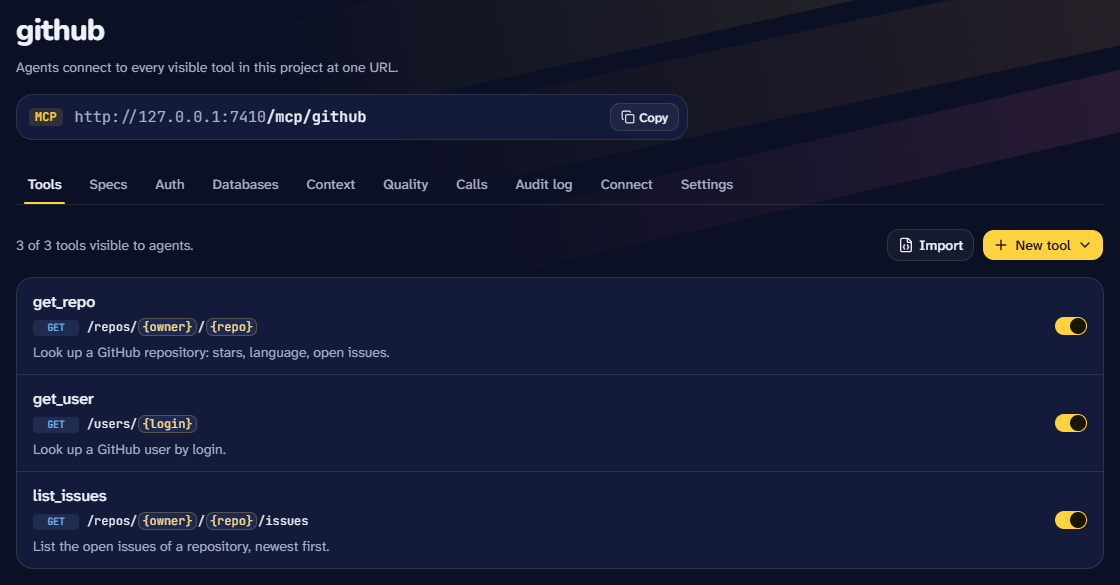 github
Agents connect to every visible tool in this project at one URL.
MCP http://127.0.0.1:7410/mcp/github Copy
Tools Specs Auth Databases Context Quality Calls Audit log Connect Settings
3 of 3 tools visible to agents. Import + New tool
get_repo
GET /repos/{owner}/{repo}
Look up a GitHub repository: stars, language, open issues.
get_user
GET /users/{login}
Look up a GitHub user by login.
list_issues
GET /repos/{owner}/{repo}/issues
List the open issues of a repository, newest first.